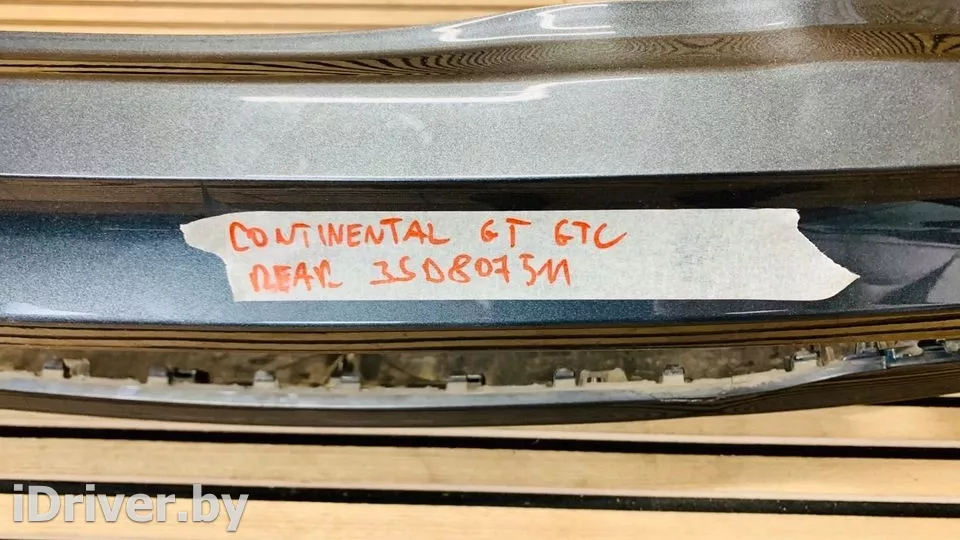 CONTINENTAL GT GTC
REAR 3SD807511
iDriver.by